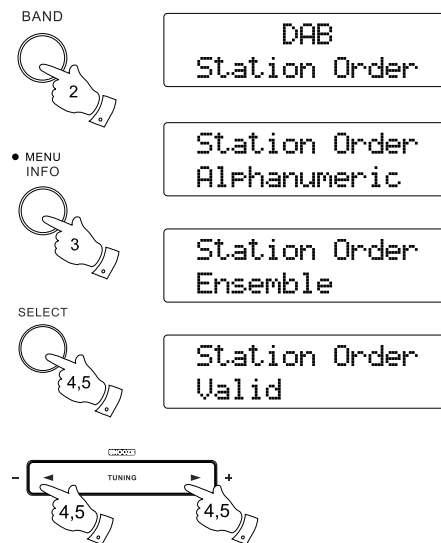 BAND
2
DAB
Station Order
• MENU
INFO
3
Station Order
Alphanumeric
Station Order
Ensemble
SELECT
4,5
Station Order
Valid
SNOOZE
- ◄ TUNING ► +
4,5 4,5